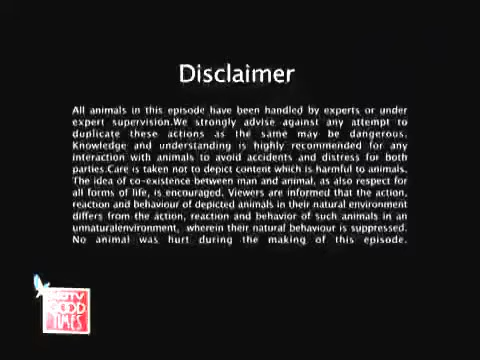 Disclaimer
All animals in this episode have been handled by experts or under
expert supervision.We strongly advise against any attempt to
duplicate these actions as the same may be dangerous.
Knowledge and understanding is highly recommended for any
interaction with animals to avoid accidents and distress for both
parties.Care is taken not to depict content which is harmful to animals.
The idea of co-existence between man and animal, as also respect for
all forms of life, is encouraged. Viewers are informed that the action,
reaction and behaviour of depicted animals in their natural environment
differs from the action, reaction and behavior of such animals in an
unnaturalenvironment, wherein their natural behaviour is suppressed.
No animal was hurt during the making of this episode.
NDTV
GOOD
TIMES